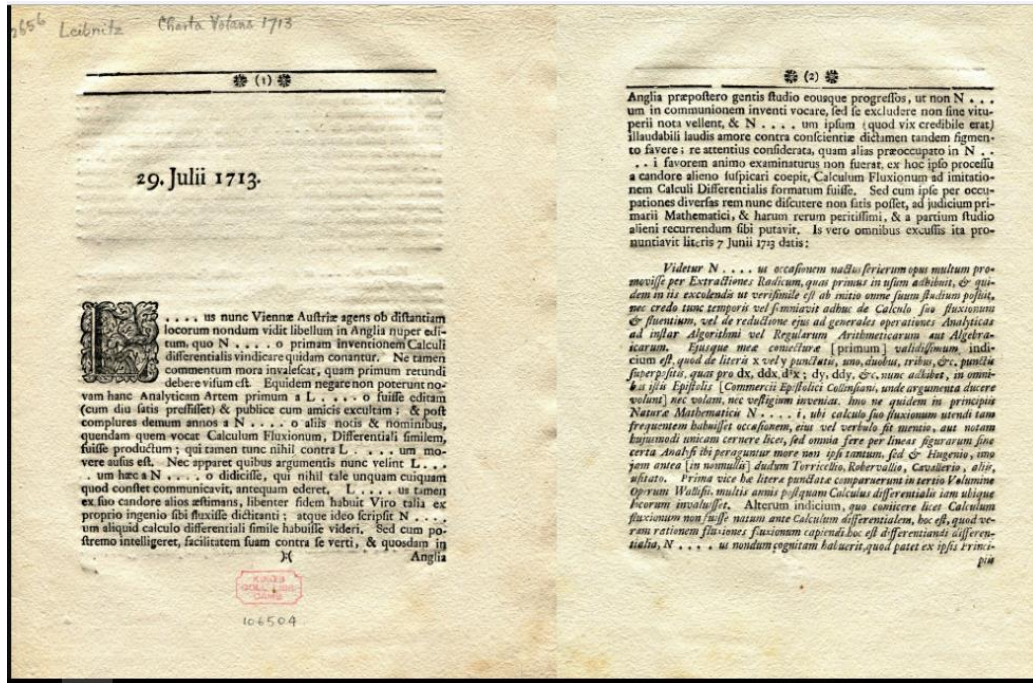 2656 Leibnitz Charta Volans 1713
(1)
29. Julii 1713.
L . . . . us nunc Viennæ Austriæ agens ob distantiam
locorum nondum vidit libellum in Anglia nuper edi-
tum, quo N . . . . o primam inventionem Calculi
differentialis vindicare quidam conantur. Ne tamen
commentum mora invalescat, quam primum retundi
debere visum est. Equidem negare non poterunt no-
vam hanc Analyticam Artem primum a L . . . . o fuisse editam
(cum diu satis pressisset) & publice cum amicis excultam; & post
complures demum annos a N . . . . o aliis notis & nominibus,
quendam quem vocat Calculum Fluxionum, Differentiali similem,
fuisse productum; qui tamen tunc nihil contra L . . . . um mo-
vere ausus est. Nec apparet quibus argumentis nunc velint L . . .
. um hæc a N . . . . o didicisse, qui nihil tale unquam cuiquam
quod constet communicavit, antequam ederet. L . . . . us tamen
ex suo candore alios æstimans, libenter fidem habuit Viro talia ex
proprio ingenio sibi fluxisse dictitanti; atque ideo scripsit N . . . .
um aliquid calculo differentiali simile habuisse videri. Sed cum po-
stremo intelligeret, facilitatem suam contra se verti, & quosdam in
Anglia
106504
(2)
Anglia præpostero gentis studio eousque progressos, ut non N . . .
um in communionem inventi vocare, sed se excludere non sine vitu-
perii nota vellent, & N . . . . um ipsum (quod vix credibile erat)
illaudabili laudis amore contra conscientiæ dictamen tandem figmen-
to favere; re attentius considerata, quam alias præoccupato in N . .
. . i favorem animo examinaturus non fuerat, ex hoc ipso processu
a candore alieno suspicari coepit, Calculum Fluxionum ad imitatio-
nem Calculi Differentialis formatum fuisse. Sed cum ipse per occu-
pationes diversas rem nunc discutere non satis posset, ad judicium pri-
marii Mathematici, & harum rerum peritissimi, & a partium studio
alieni recurrendum sibi putavit. Is vero omnibus excussis ita pro-
nuntiavit literis 7 Junii 1713 datis:
Videtur N . . . . us occasionem nactus serierum opus multum pro-
movisse per Extractiones Radicum, quas primus in usum adhibuit, & qui-
dem in iis excolendis ut verisimile est ab initio omne suum studium posuit,
nec credo tunc temporis vel somniavit adhuc de Calculo suo fluxionum
& fluentium, vel de reductione ejus ad generales operationes Analyticas
ad instar Algorithmi vel Regularum Arithmeticarum aut Algebra-
icarum. Ejusque meæ conjecturæ [primum] validissimum indi-
cium est, quod de literis x vel y punctatis, uno, duobus, tribus, &c. punctis
superpositis, quas pro dx, ddx, d³x; dy, ddy, &c. nunc adhibet, in omni-
bus istis Epistolis [Commercii Epistolici Collinsiani, unde argumenta ducere
volunt] nec volam, nec vestigium invenias. Imo ne quidem in principiis
Naturæ Mathematicis N . . . . i, ubi calculo suo fluxionum utendi tam
frequentem habuisset occasionem, eius vel verbulo fit mentio, aut notam
hujusmodi unicam cernere licet, sed omnia fere per lineas figurarum sine
certa Analysi ibi peraguntur more non ipsi tantum, sed & Hugenio, imo
jam antea [in nonnullis] dudum Torricellio, Robervallio, Cavallerio, aliis,
usitato. Prima vice hæ literæ punctatæ comparuerunt in tertio Volumine
Operum Wallisii, multis annis postquam Calculus differentialis iam ubique
locorum invaluisset. Alterum indicium, quo conjicere licet Calculum
fluxionum non fuisse natum ante Calculum differentialem, hoc est, quod ve-
ram rationem fluxiones fluxionum capiendi hoc est differentiandi differen-
tialia, N . . . . us nondum cognitam habuerit, quod patet ex ipsis Princi-
piis